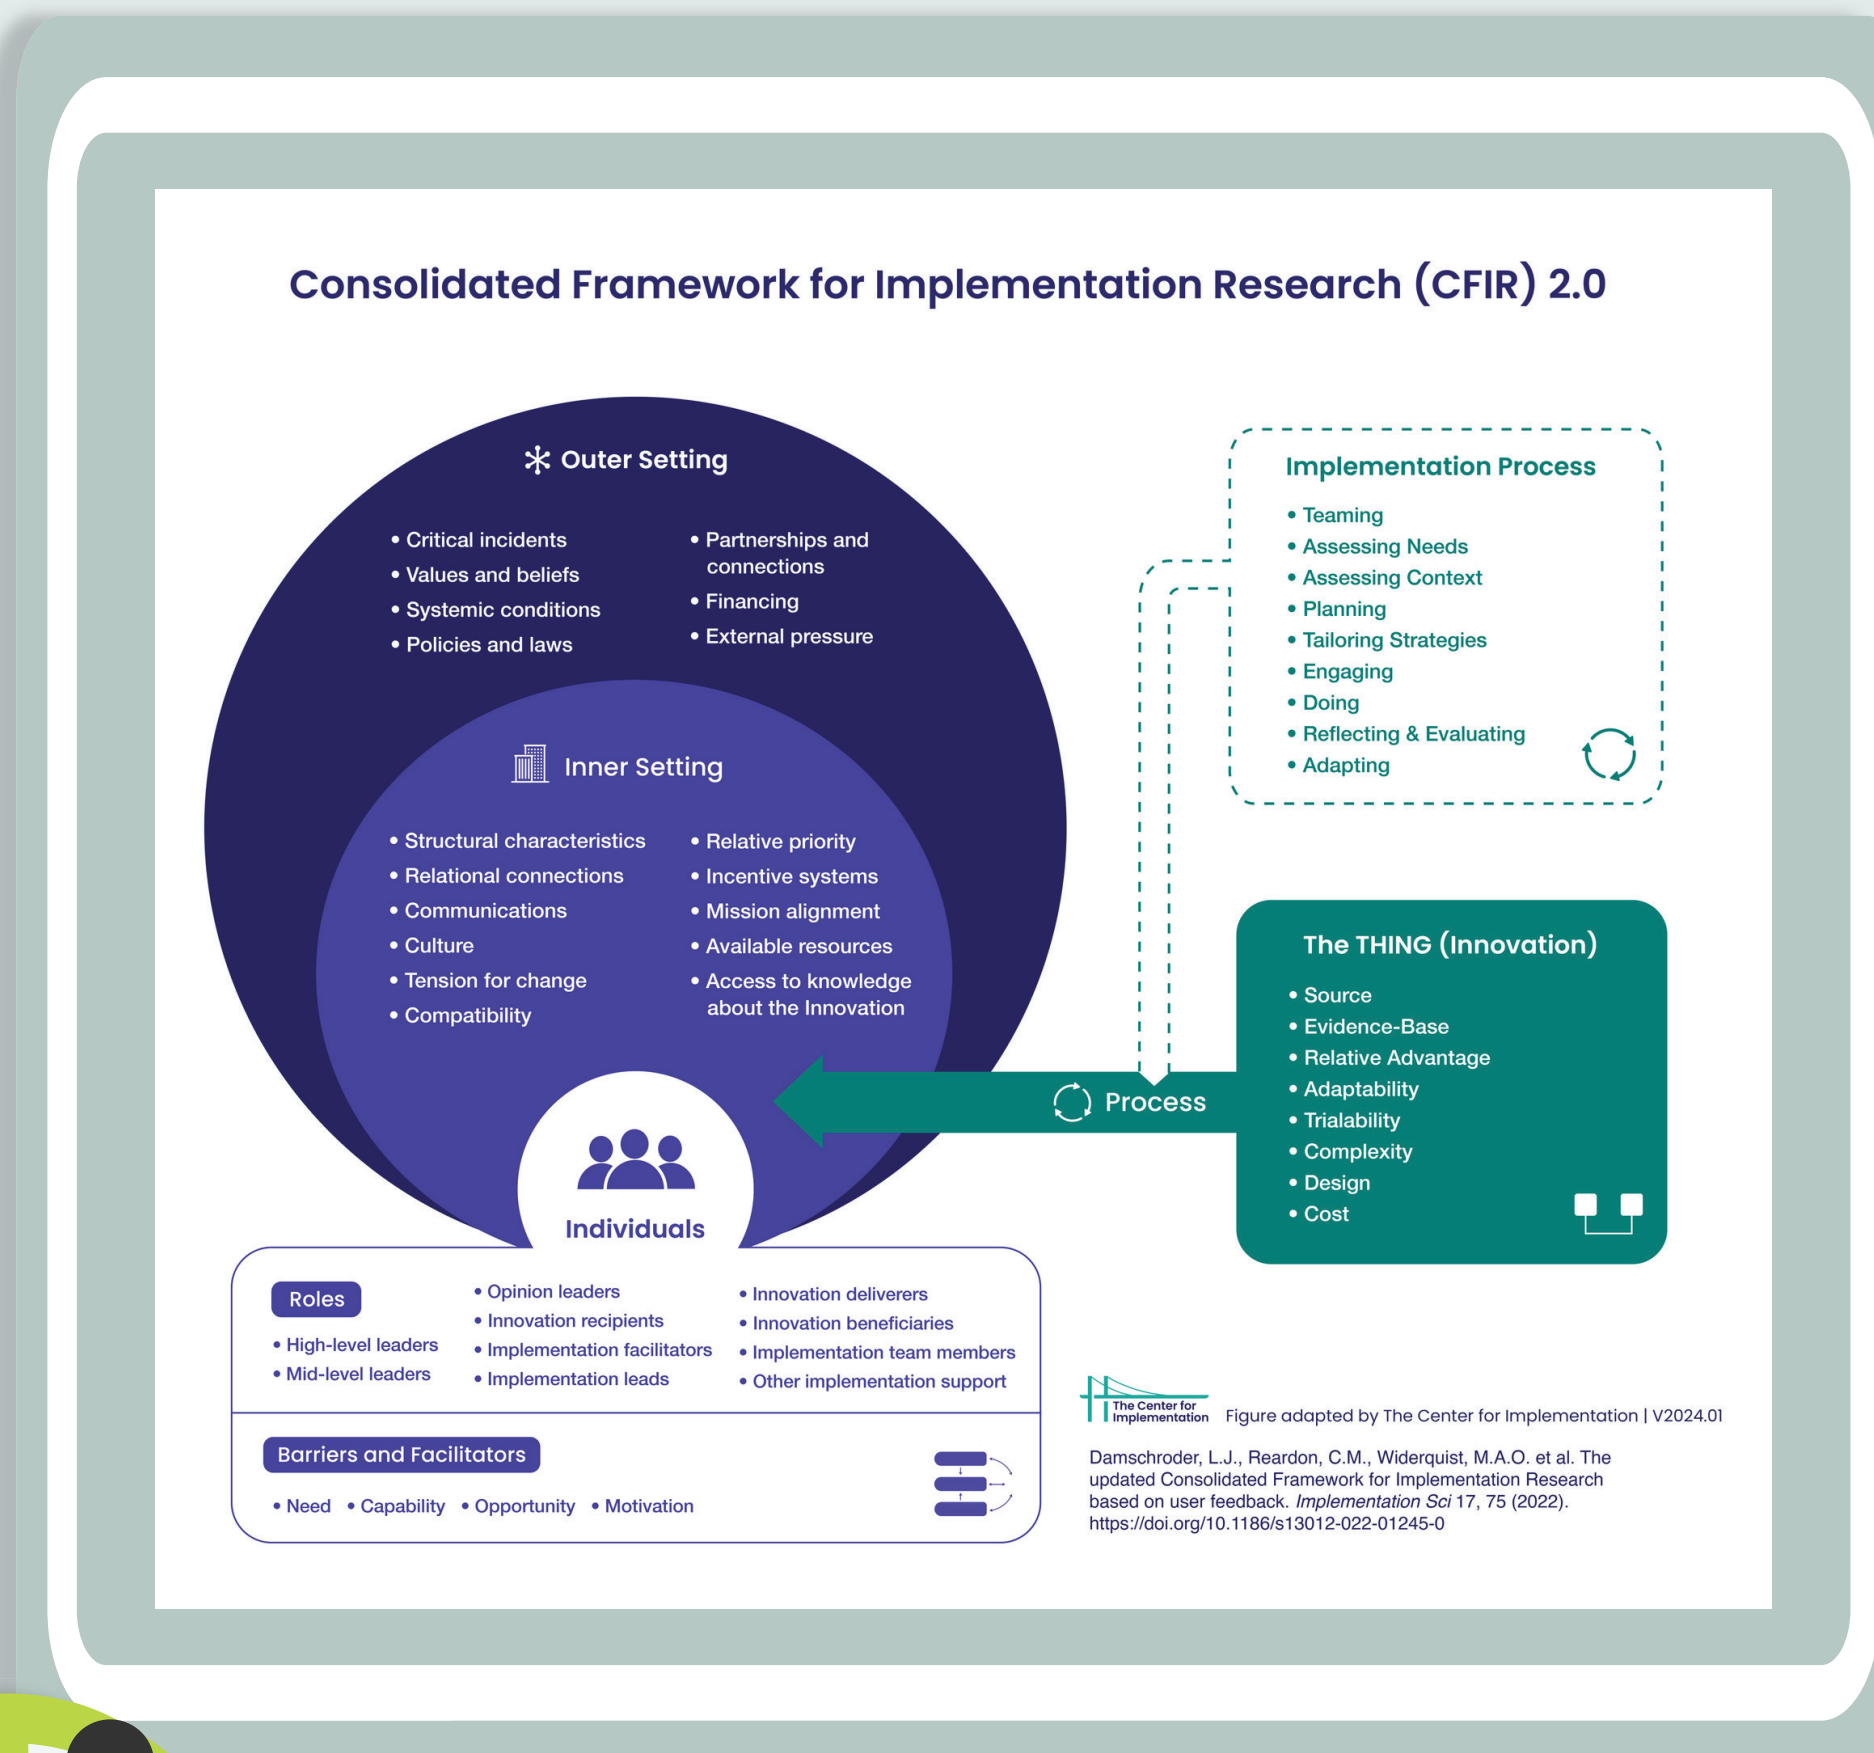 Consolidated Framework for Implementation Research (CFIR) 2.0
Outer Setting
• Critical incidents
• Values and beliefs
• Systemic conditions
• Policies and laws
• Partnerships and
connections
• Financing
• External pressure
Inner Setting
• Structural characteristics
• Relational connections
• Communications
• Culture
• Tension for change
• Compatibility
• Relative priority
• Incentive systems
• Mission alignment
• Available resources
• Access to knowledge
about the Innovation
Individuals
Roles
• High-level leaders
• Mid-level leaders
• Opinion leaders
• Innovation recipients
• Implementation facilitators
• Implementation leads
• Innovation deliverers
• Innovation beneficiaries
• Implementation team members
• Other implementation support
Barriers and Facilitators
• Need • Capability • Opportunity • Motivation
Implementation Process
• Teaming
• Assessing Needs
• Assessing Context
• Planning
• Tailoring Strategies
• Engaging
• Doing
• Reflecting & Evaluating
• Adapting
Process
The THING (Innovation)
• Source
• Evidence-Base
• Relative Advantage
• Adaptability
• Trialability
• Complexity
• Design
• Cost
The Center for
Implementation
Figure adapted by The Center for Implementation | V2024.01
Damschroder, L.J., Reardon, C.M., Widerquist, M.A.O. et al. The
updated Consolidated Framework for Implementation Research
based on user feedback. Implementation Sci 17, 75 (2022).
https://doi.org/10.1186/s13012-022-01245-0